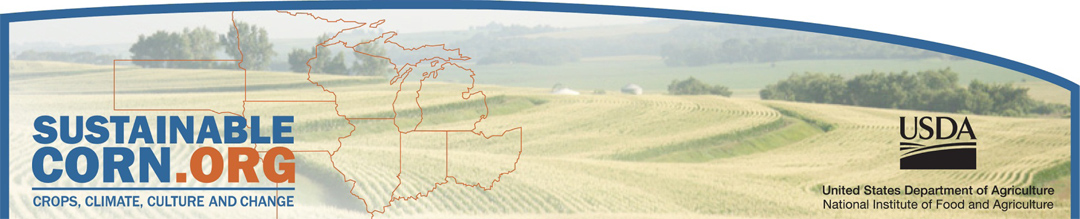 SUSTAINABLE
CORN.ORG
CROPS, CLIMATE, CULTURE AND CHANGE
USDA
United States Department of Agriculture
National Institute of Food and Agriculture